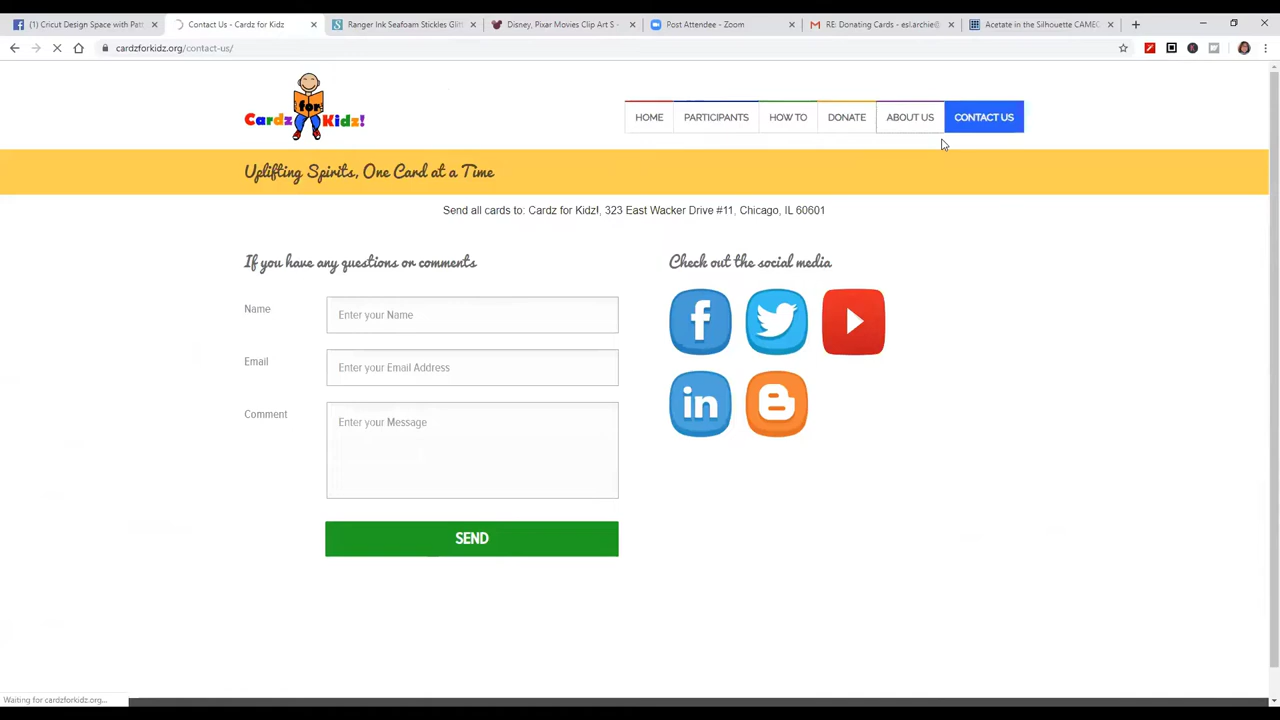 (1) Cricut Design Space with Patt
Contact Us - Cardz for Kidz
Ranger Ink Seafoam Stickles Glit
Disney, Pixar Movies Clip Art S
Post Attendee - Zoom
RE: Donating Cards - esl.archie@
Acetate in the Silhouette CAMEO
cardzforkidz.org/contact-us/
Cardz for Kidz!
HOME
PARTICIPANTS
HOW TO
DONATE
ABOUT US
CONTACT US
Uplifting Spirits, One Card at a Time
Send all cards to: Cardz for Kidz!, 323 East Wacker Drive #11, Chicago, IL 60601
If you have any questions or comments
Check out the social media
Name
Enter your Name
Email
Enter your Email Address
Comment
Enter your Message
SEND
Waiting for cardzforkidz.org...